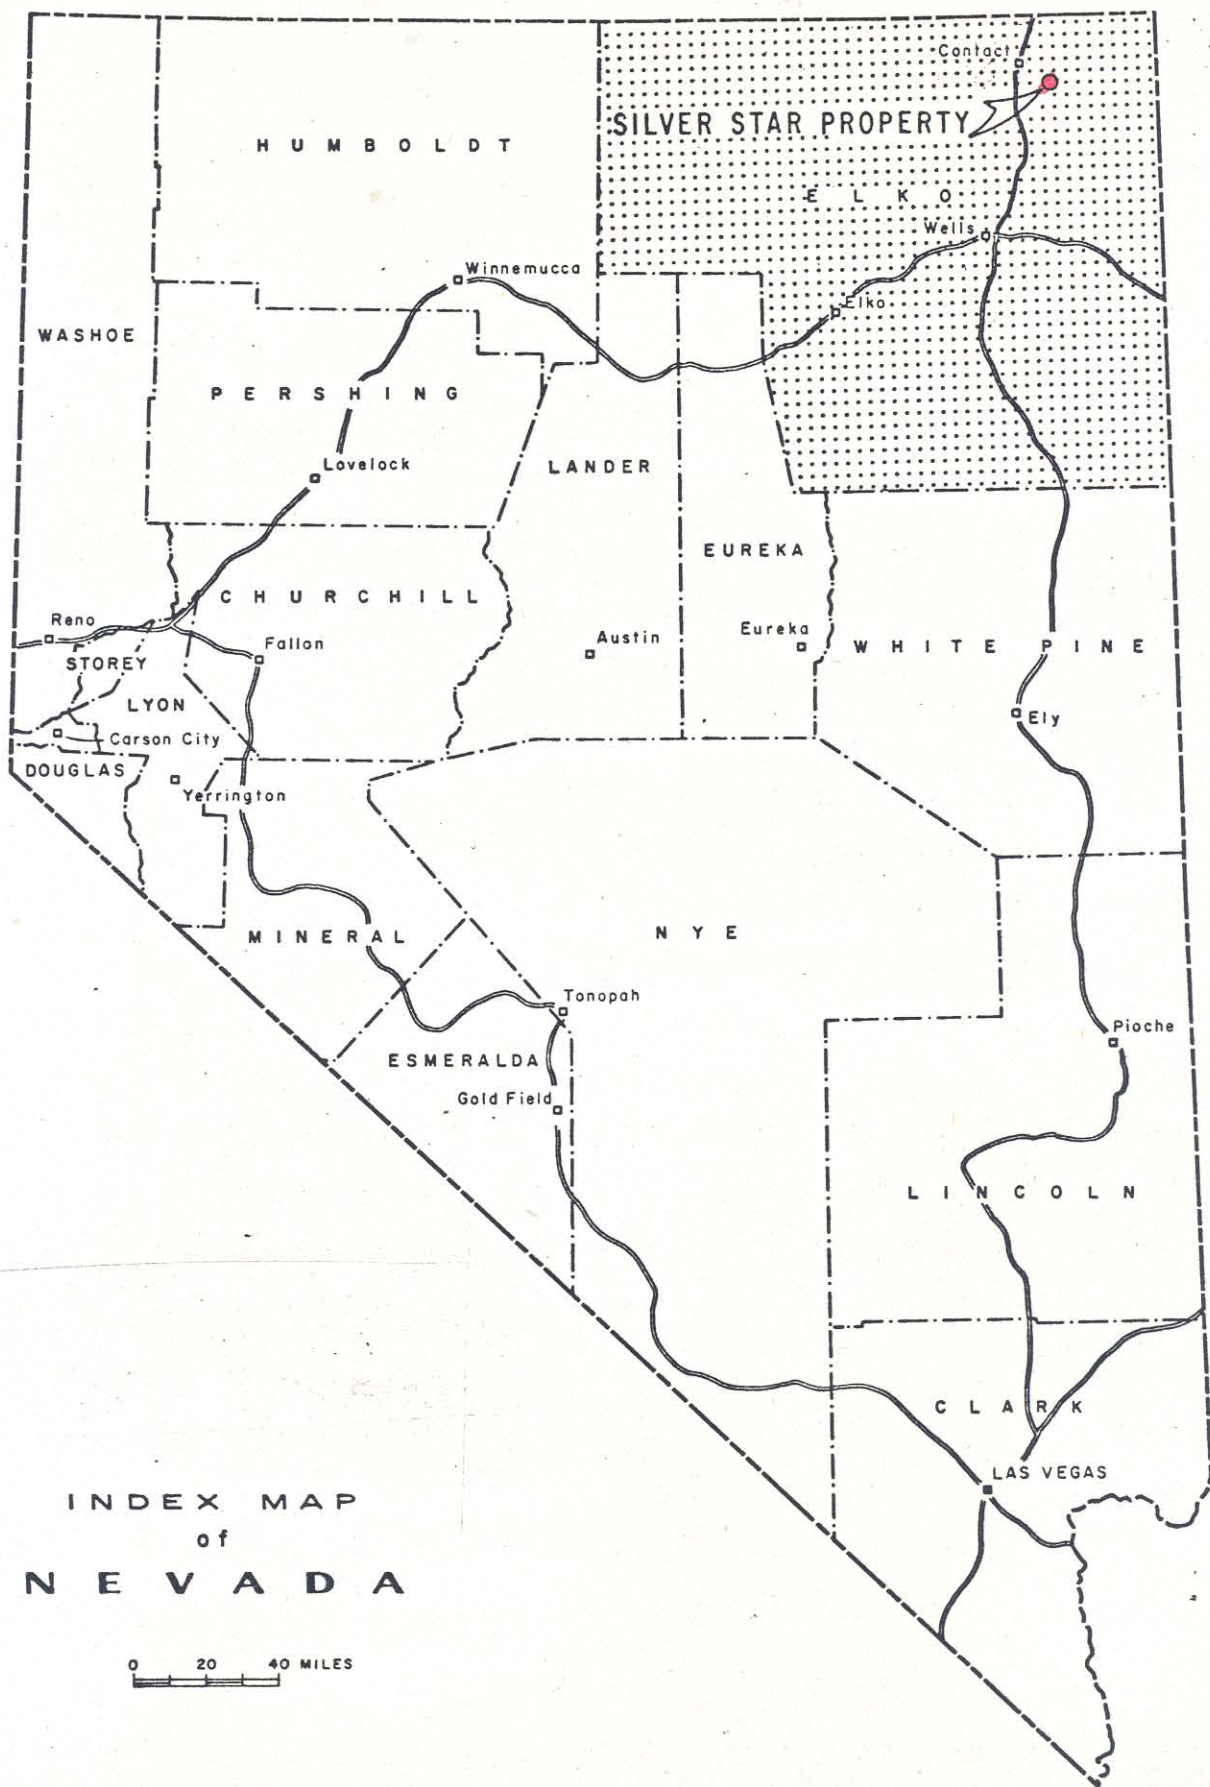 Contact
SILVER STAR PROPERTY
HUMBOLDT
ELKO
Wells
Winnemucca
Elko
WASHOE
PERSHING
Lovelock
LANDER
EUREKA
CHURCHILL
Reno
Fallon
Austin
Eureka
WHITE PINE
STOREY
LYON
Ely
Carson City
DOUGLAS
Yerrington
MINERAL
NYE
Tonopah
Pioche
ESMERALDA
Gold Field
LINCOLN
CLARK
LAS VEGAS
INDEX MAP
of
NEVADA
0 20 40 MILES